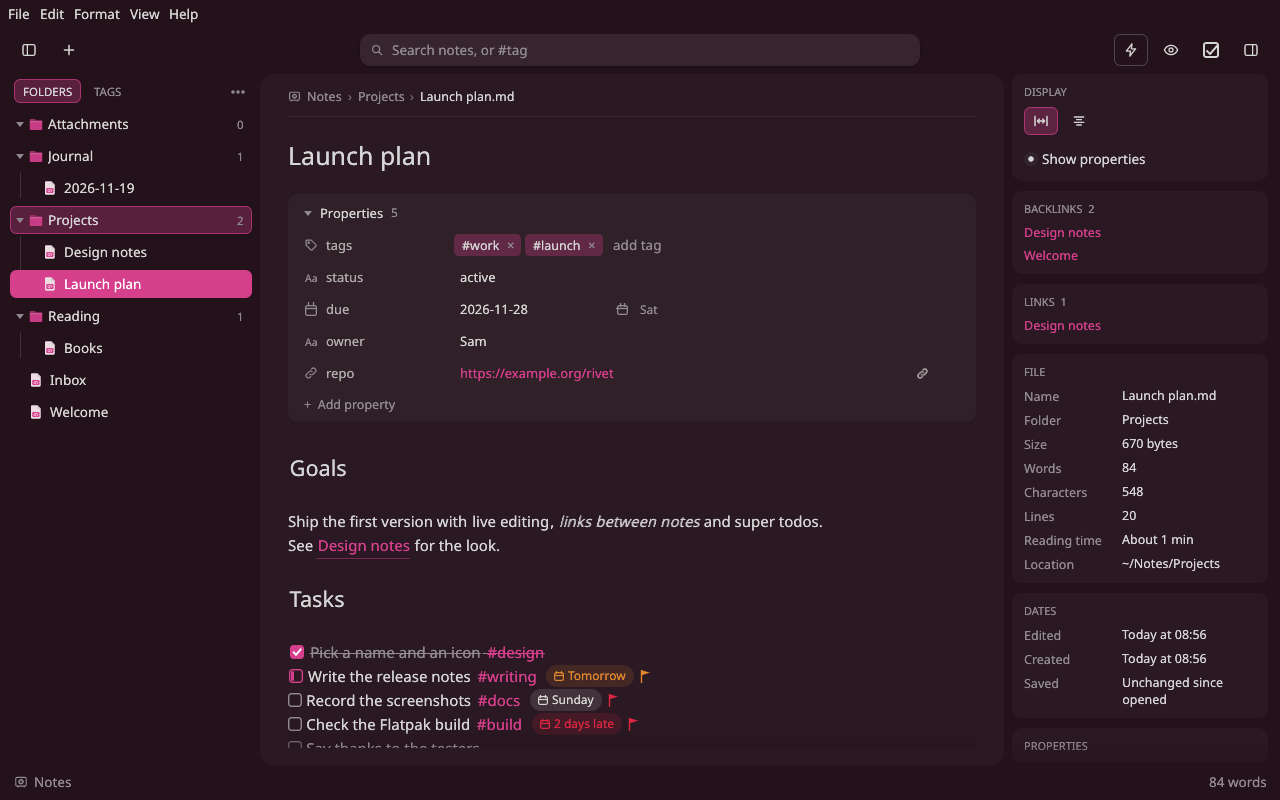 File Edit Format View Help
Search notes, or #tag
FOLDERS TAGS
Attachments 0
Journal 1
2026-11-19
Projects 2
Design notes
Launch plan
Reading 1
Books
Inbox
Welcome
Notes › Projects › Launch plan.md
Launch plan
Properties 5
tags #work × #launch × add tag
Aa status active
due 2026-11-28 Sat
Aa owner Sam
repo https://example.org/rivet
+ Add property
Goals
Ship the first version with live editing, links between notes and super todos.
See Design notes for the look.
Tasks
Pick a name and an icon #design
Write the release notes #writing Tomorrow
Record the screenshots #docs Sunday
Check the Flatpak build #build 2 days late
Say thanks to the testers
DISPLAY
Show properties
BACKLINKS 2
Design notes
Welcome
LINKS 1
Design notes
FILE
Name Launch plan.md
Folder Projects
Size 670 bytes
Words 84
Characters 548
Lines 20
Reading time About 1 min
Location ~/Notes/Projects
DATES
Edited Today at 08:56
Created Today at 08:56
Saved Unchanged since
opened
PROPERTIES
Notes
84 words